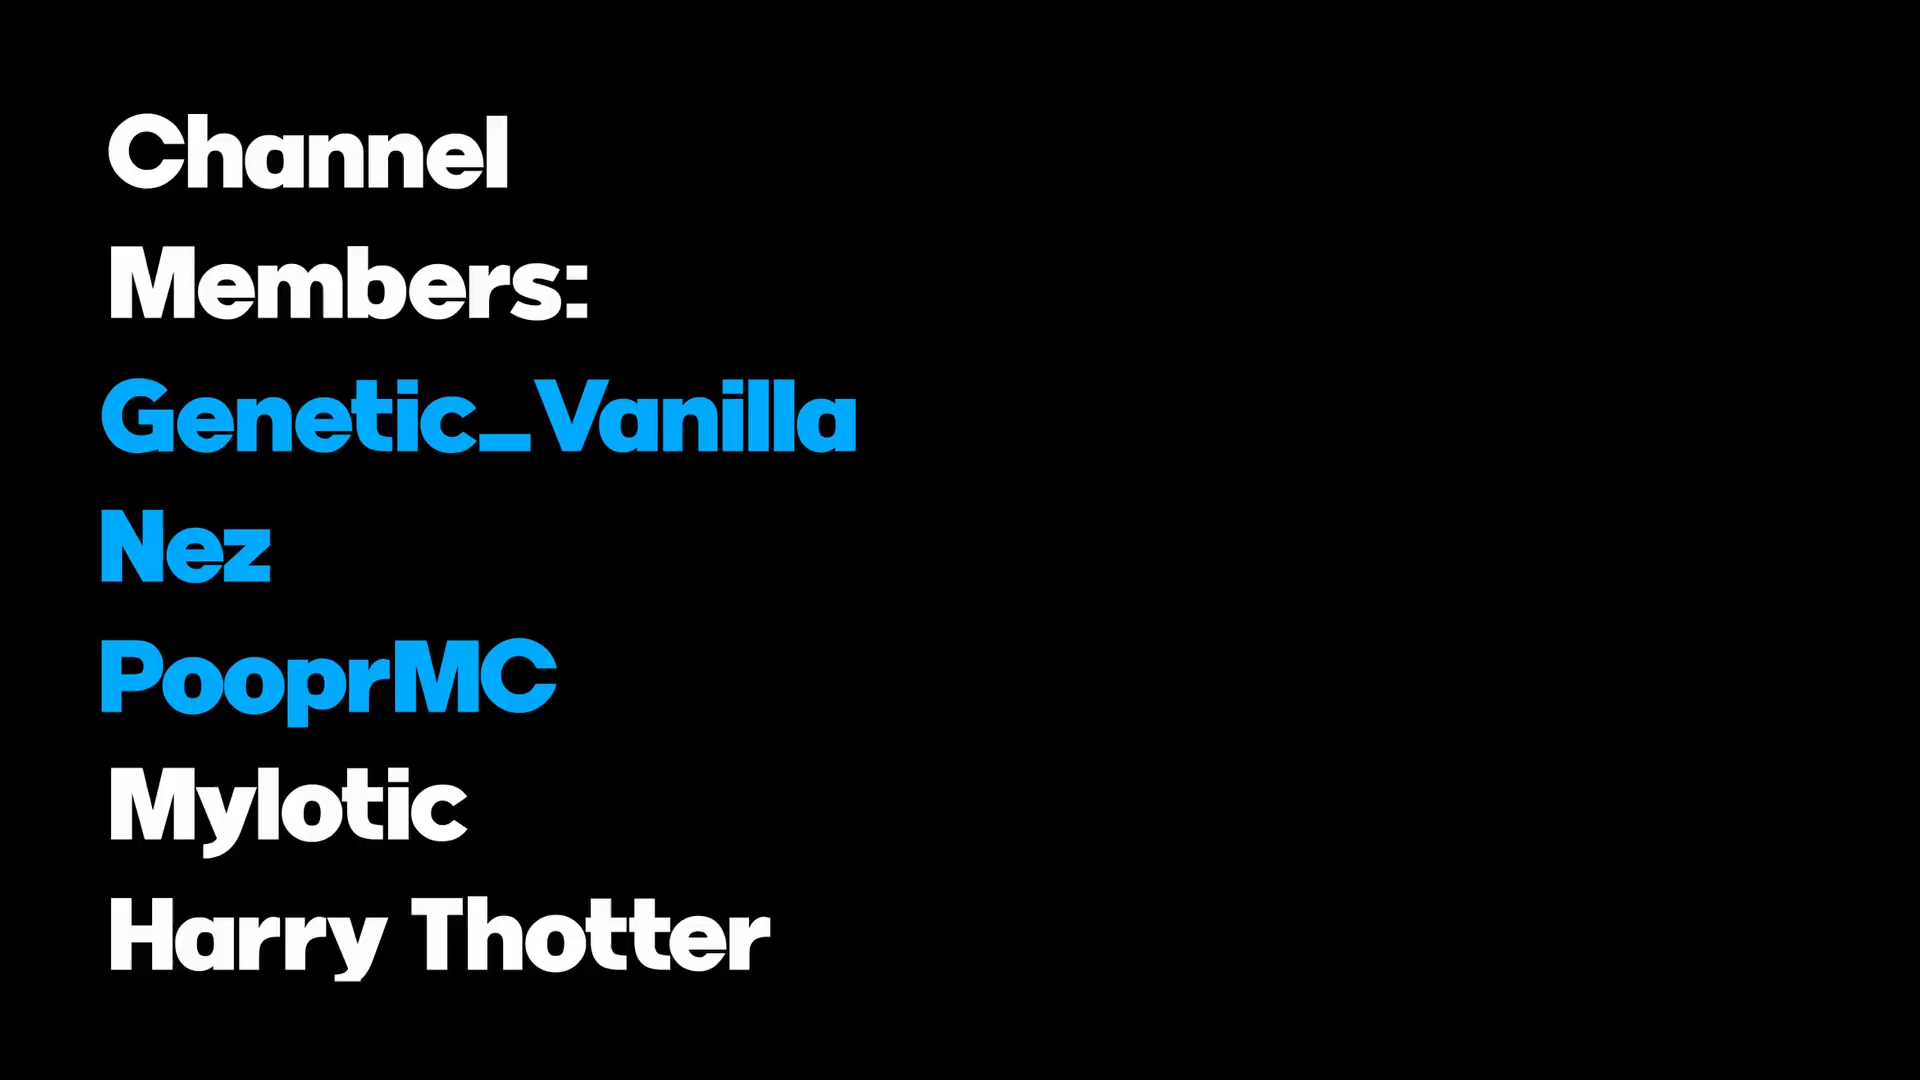 Channel
Members:
Genetic_Vanilla
Nez
PooprMC
Mylotic
Harry Thotter